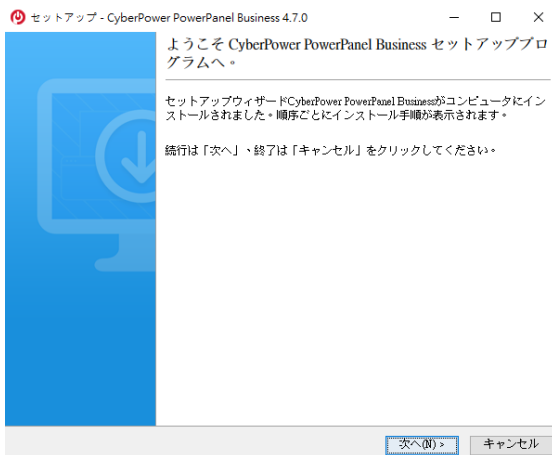 セットアップ - CyberPower PowerPanel Business 4.7.0
ようこそ CyberPower PowerPanel Business セットアッププロ
グラムへ。
セットアップウィザードCyberPower PowerPanel Businessがコンピュータにイン
ストールされました。順序ごとにインストール手順が表示されます。
続行は「次へ」、終了は「キャンセル」をクリックしてください。
次へ(N) >
キャンセル